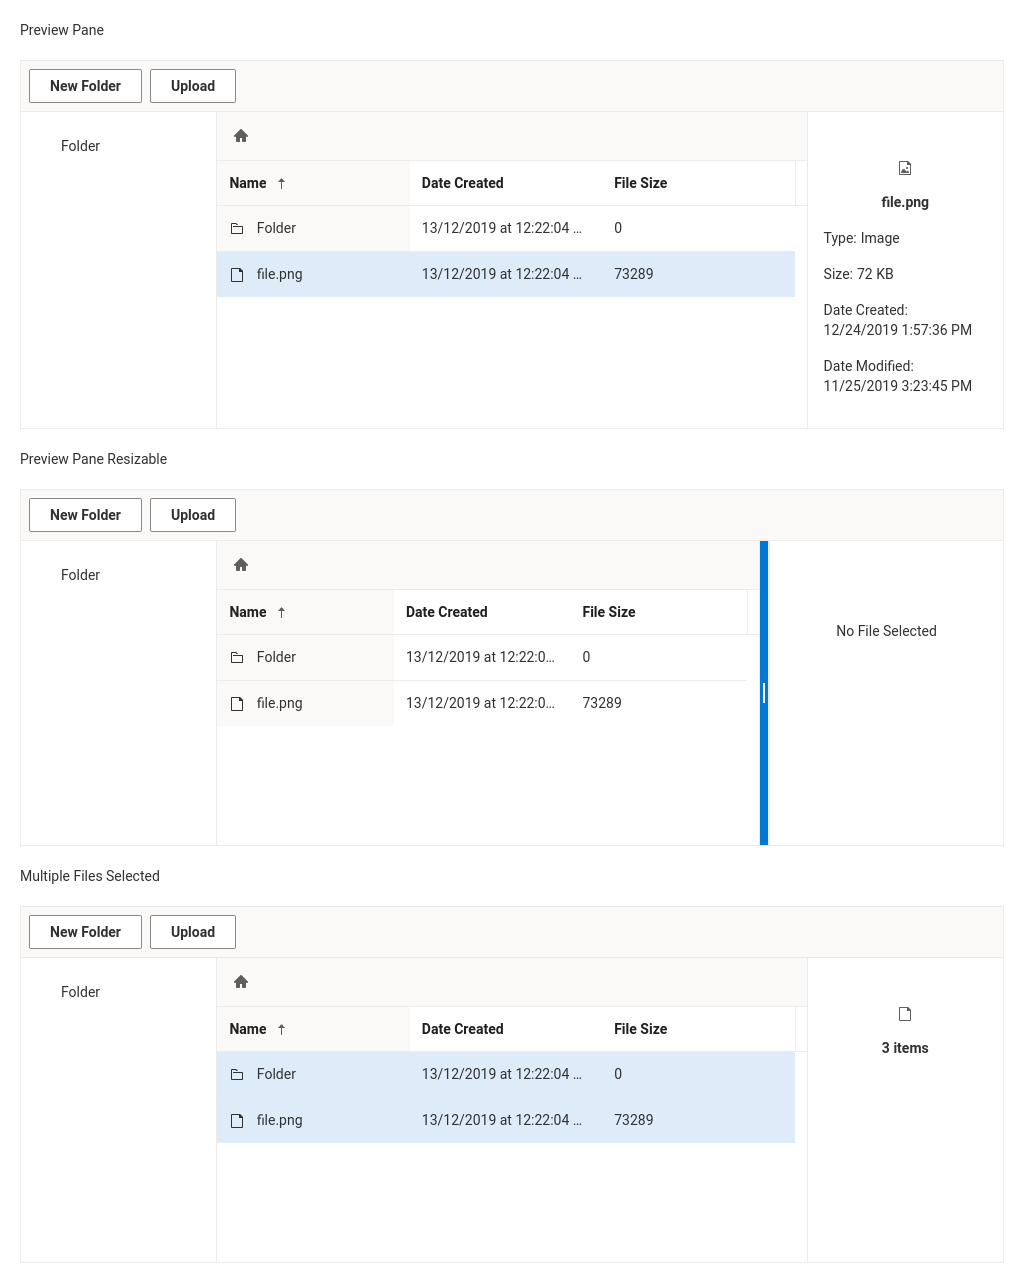 Preview Pane
New Folder Upload
Folder
Name Date Created File Size
Folder 13/12/2019 at 12:22:04 ... 0
file.png 13/12/2019 at 12:22:04 ... 73289
file.png
Type: Image
Size: 72 KB
Date Created:
12/24/2019 1:57:36 PM
Date Modified:
11/25/2019 3:23:45 PM
Preview Pane Resizable
New Folder Upload
Folder
Name Date Created File Size
Folder 13/12/2019 at 12:22:0... 0
file.png 13/12/2019 at 12:22:0... 73289
No File Selected
Multiple Files Selected
New Folder Upload
Folder
Name Date Created File Size
Folder 13/12/2019 at 12:22:04 ... 0
file.png 13/12/2019 at 12:22:04 ... 73289
3 items